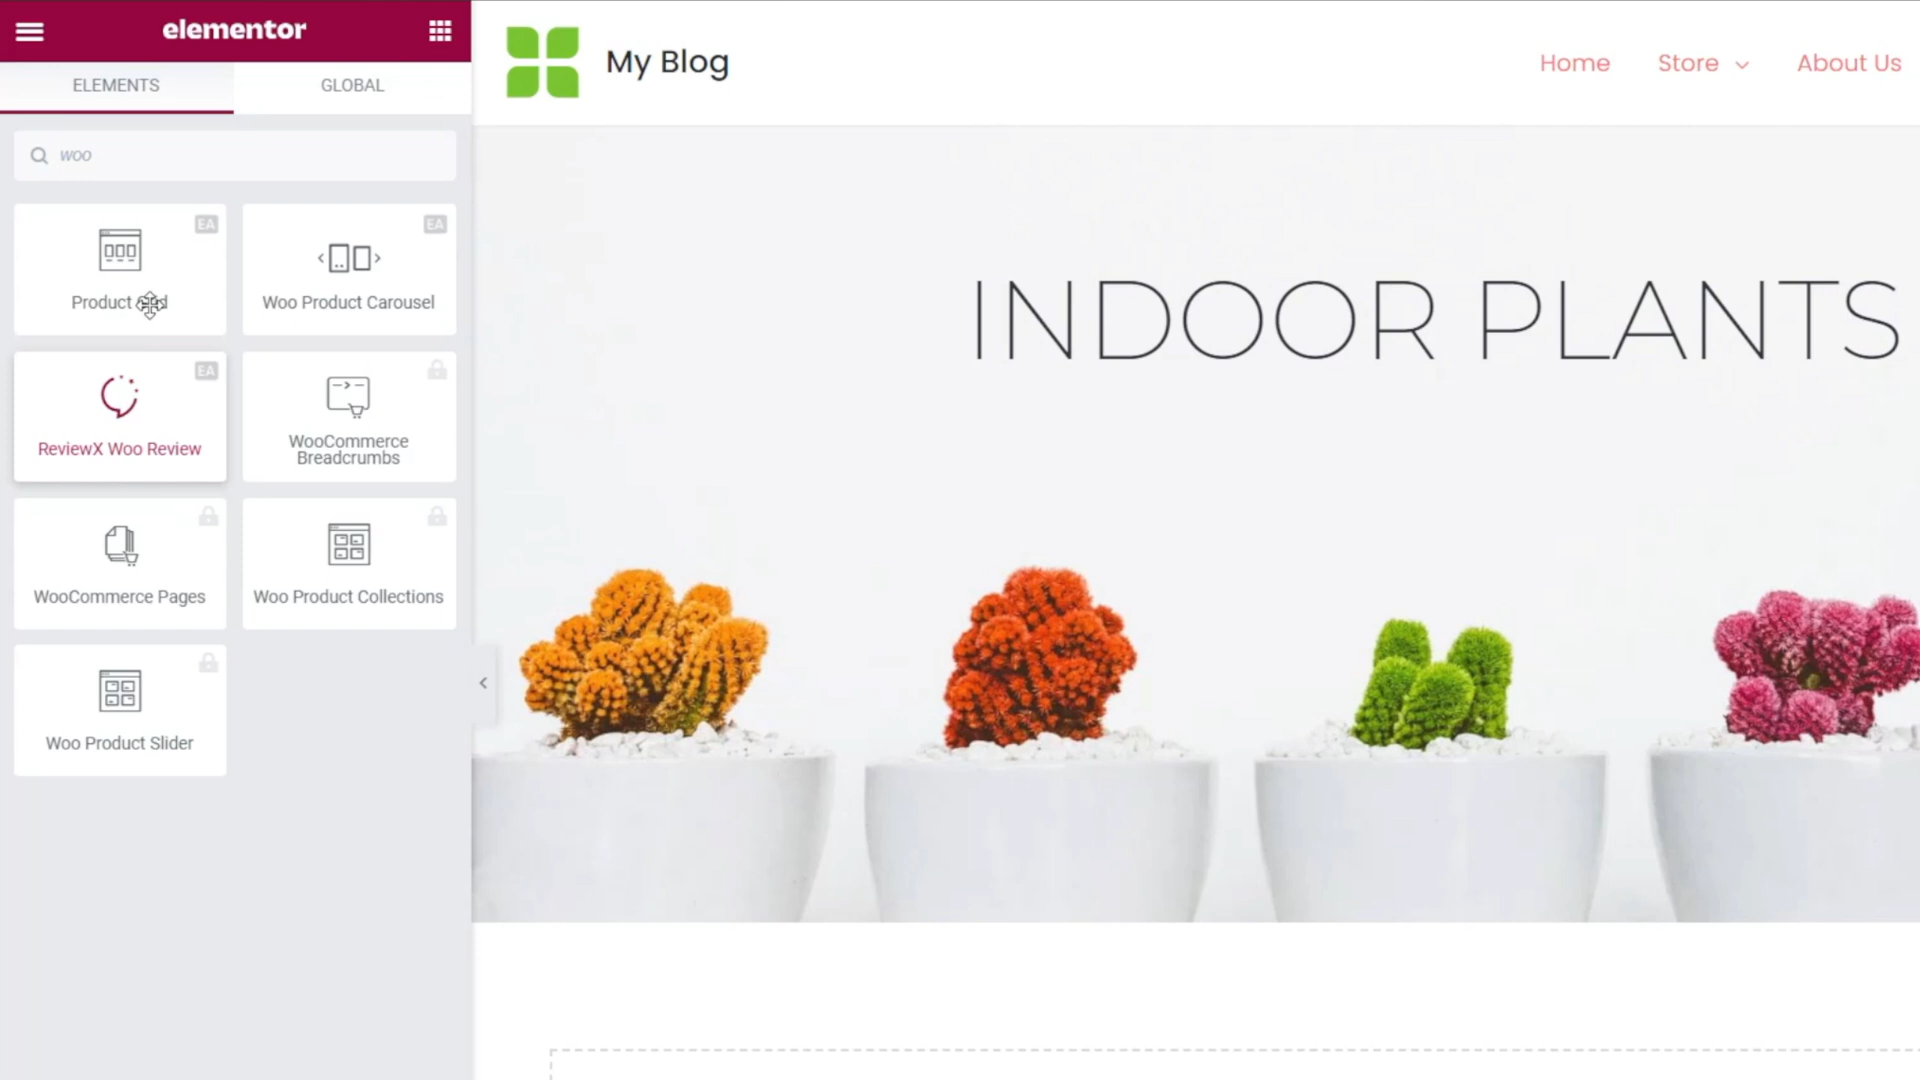 elementor
ELEMENTS
GLOBAL
woo
EA
EA
Product
Woo Product Carousel
EA
ReviewX Woo Review
WooCommerce
Breadcrumbs
WooCommerce Pages
Woo Product Collections
Woo Product Slider
My Blog
Home
Store
About Us
INDOOR PLANTS